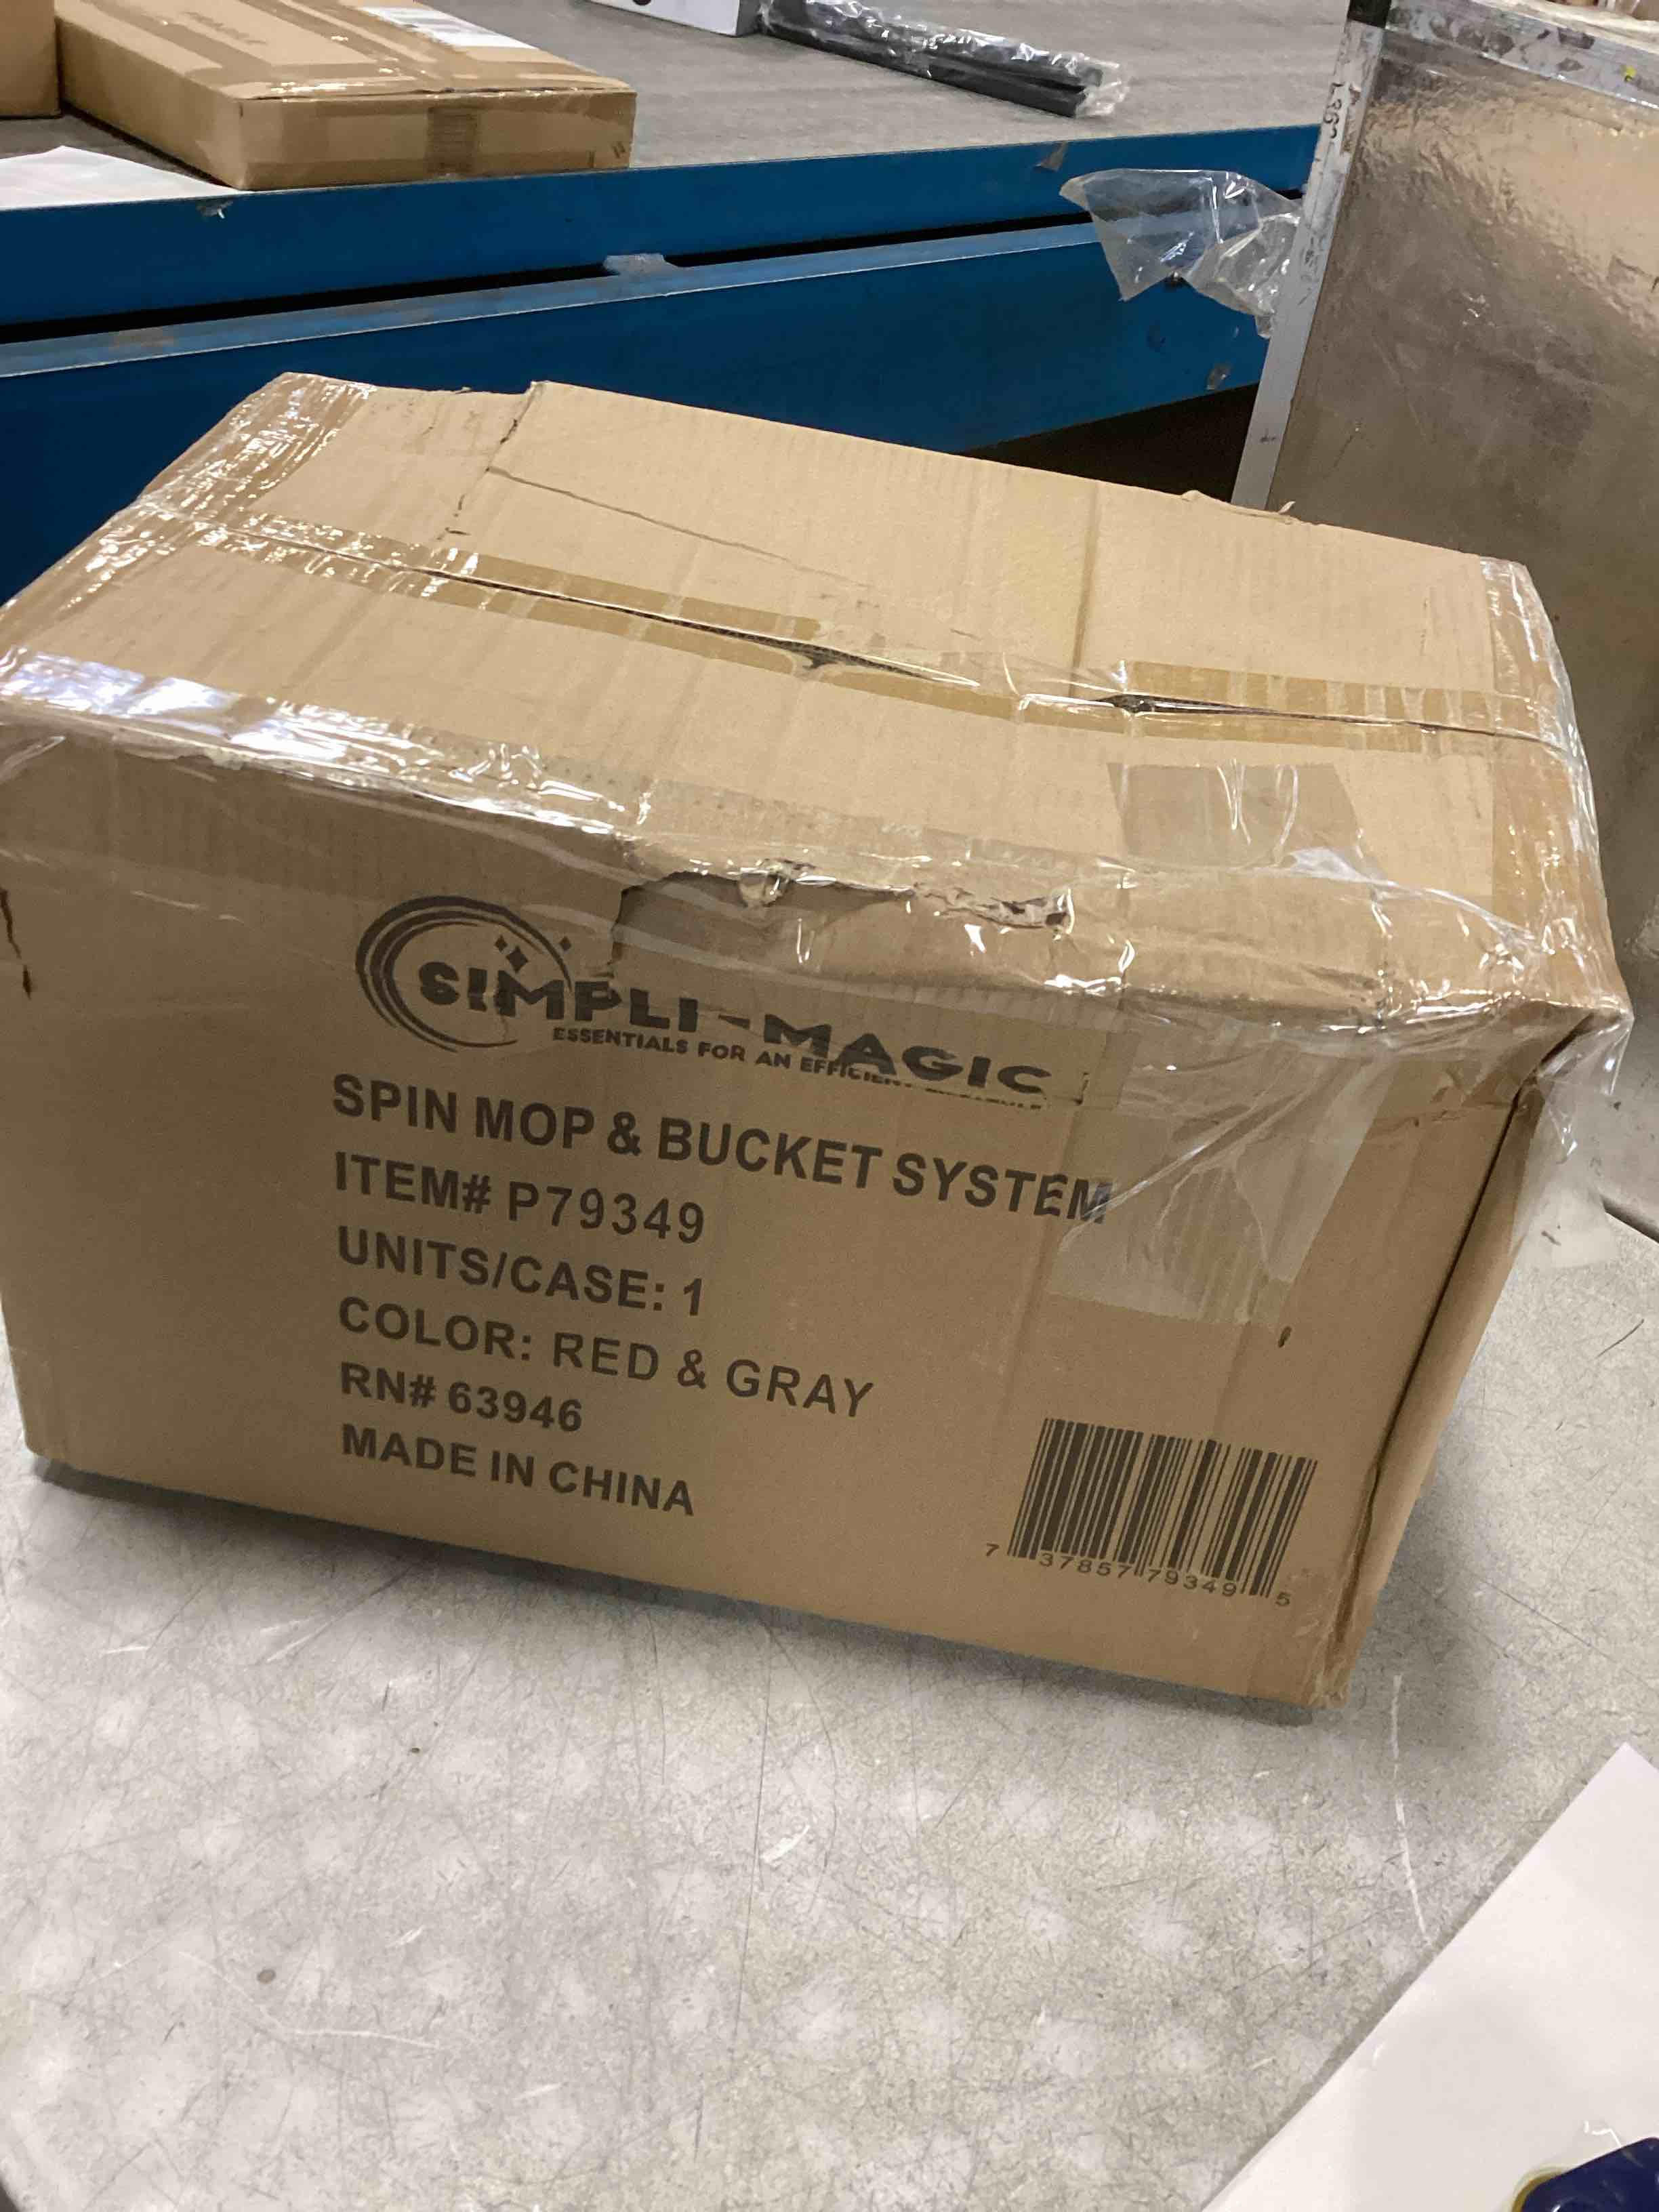 SIMPLI-MAGIC
ESSENTIALS FOR AN EFFICIENT
SPIN MOP & BUCKET SYSTEM
ITEM# P79349
UNITS/CASE: 1
COLOR: RED & GRAY
RN# 63946
MADE IN CHINA
7 37857 79349 5